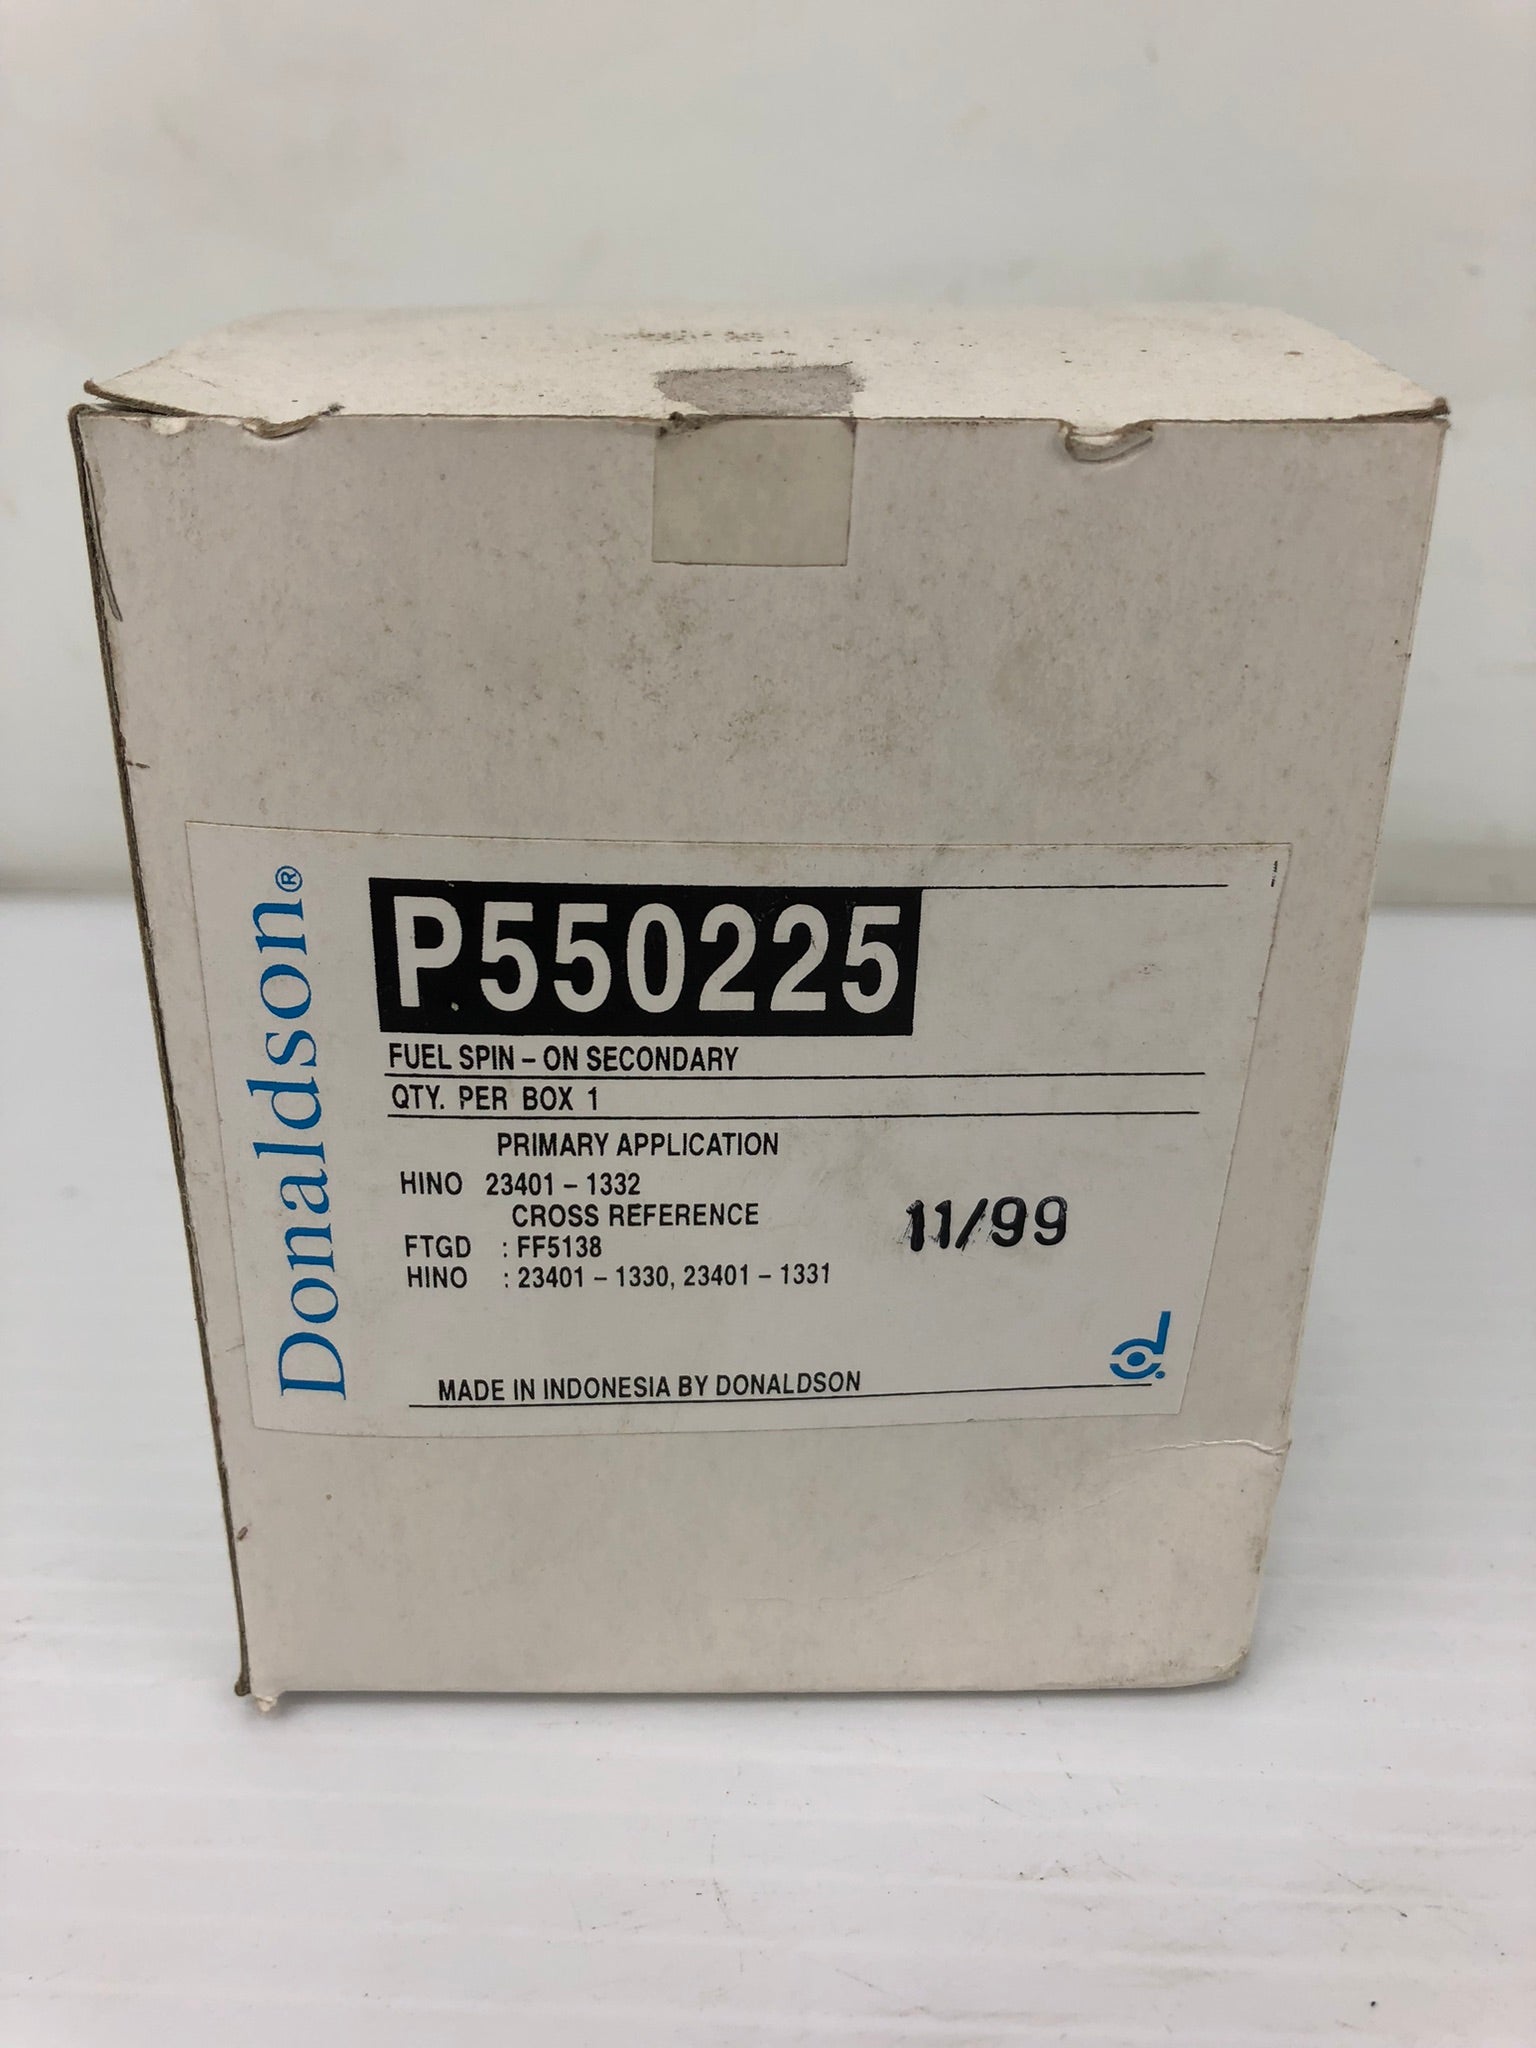 Donaldson®
P550225
FUEL SPIN – ON SECONDARY
QTY. PER BOX 1
PRIMARY APPLICATION
HINO 23401 – 1332
CROSS REFERENCE
FTGD : FF5138
HINO : 23401 – 1330, 23401 – 1331
11/99
MADE IN INDONESIA BY DONALDSON